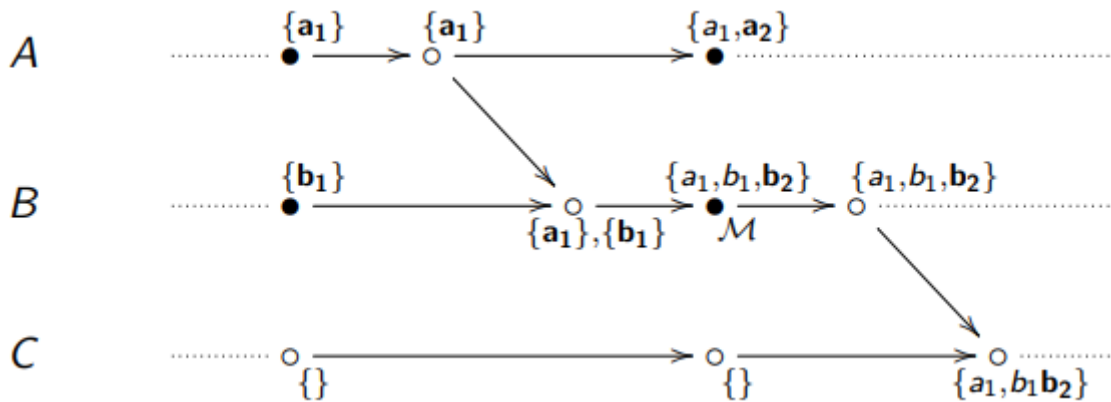 {a₁} {a₁} {a₁,a₂}
A
{b₁} {a₁,b₁,b₂} {a₁,b₁,b₂}
B
{a₁},{b₁} ℳ
C
{} {} {a₁,b₁b₂}